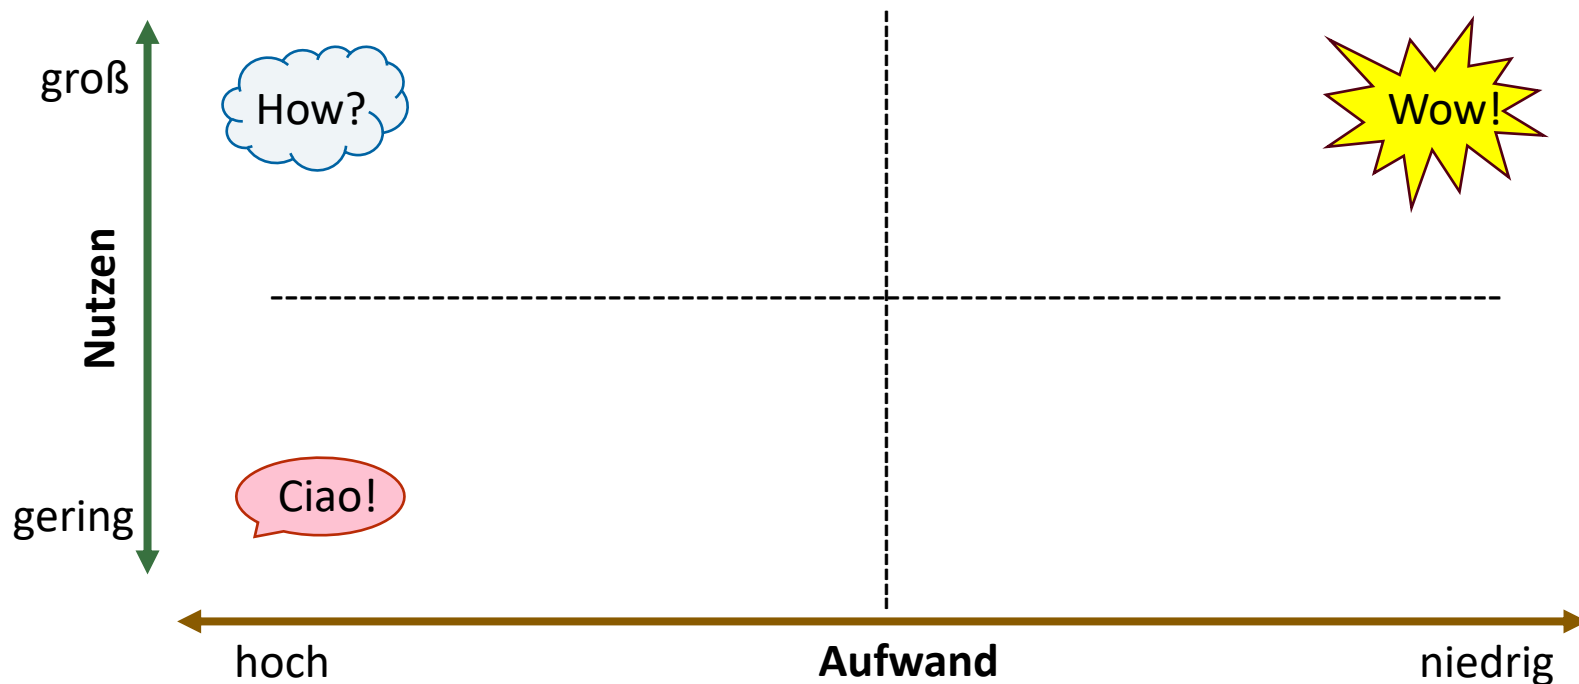 groß
How?
Wow!
Nutzen
Ciao!
gering
hoch
Aufwand
niedrig